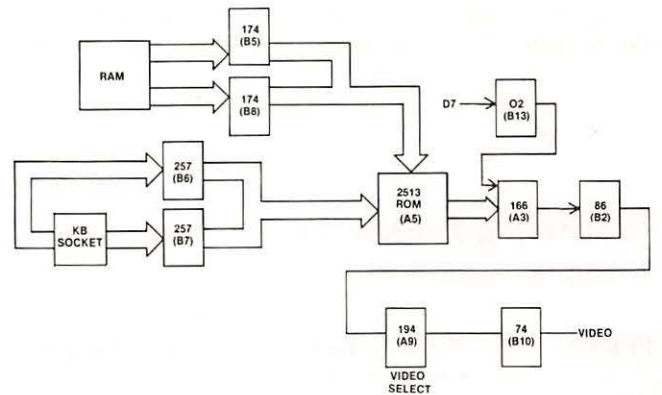 174
(B5)
RAM
174
(B8)
D7
O2
(B13)
257
(B6)
2513
ROM
(A5)
166
(A3)
86
(B2)
KB
SOCKET
257
(B7)
194
(A9)
74
(B10)
VIDEO
VIDEO
SELECT